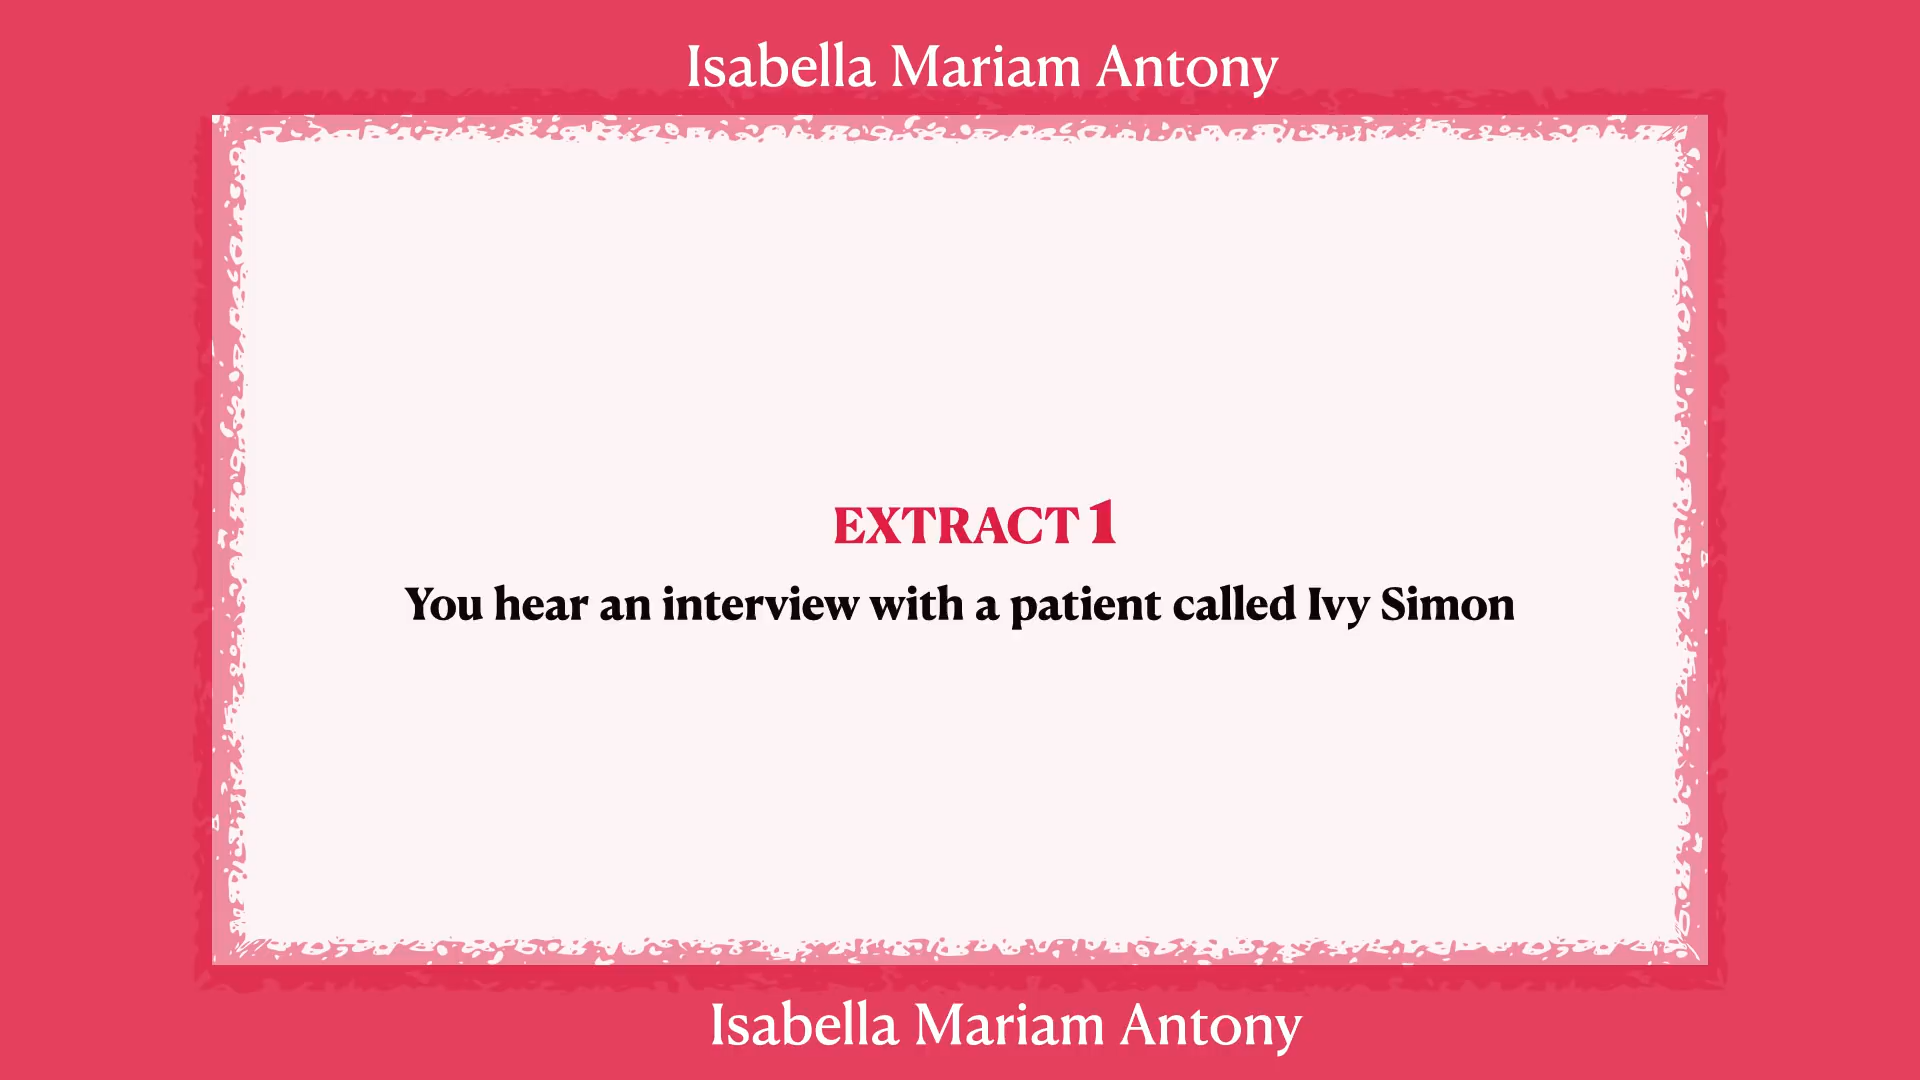 Isabella Mariam Antony
EXTRACT 1
You hear an interview with a patient called Ivy Simon
Isabella Mariam Antony